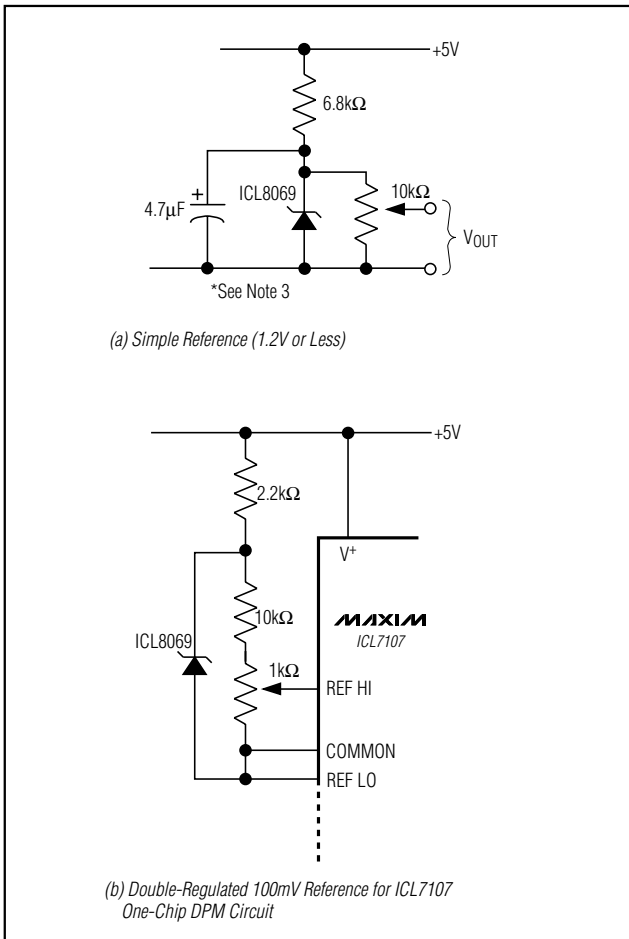 +5V
6.8kΩ
+
4.7μF
ICL8069
10kΩ
VOUT
*See Note 3
(a) Simple Reference (1.2V or Less)
+5V
2.2kΩ
V+
ICL8069
10kΩ
MAXIM
ICL7107
1kΩ
REF HI
COMMON
REF LO
(b) Double-Regulated 100mV Reference for ICL7107
One-Chip DPM Circuit